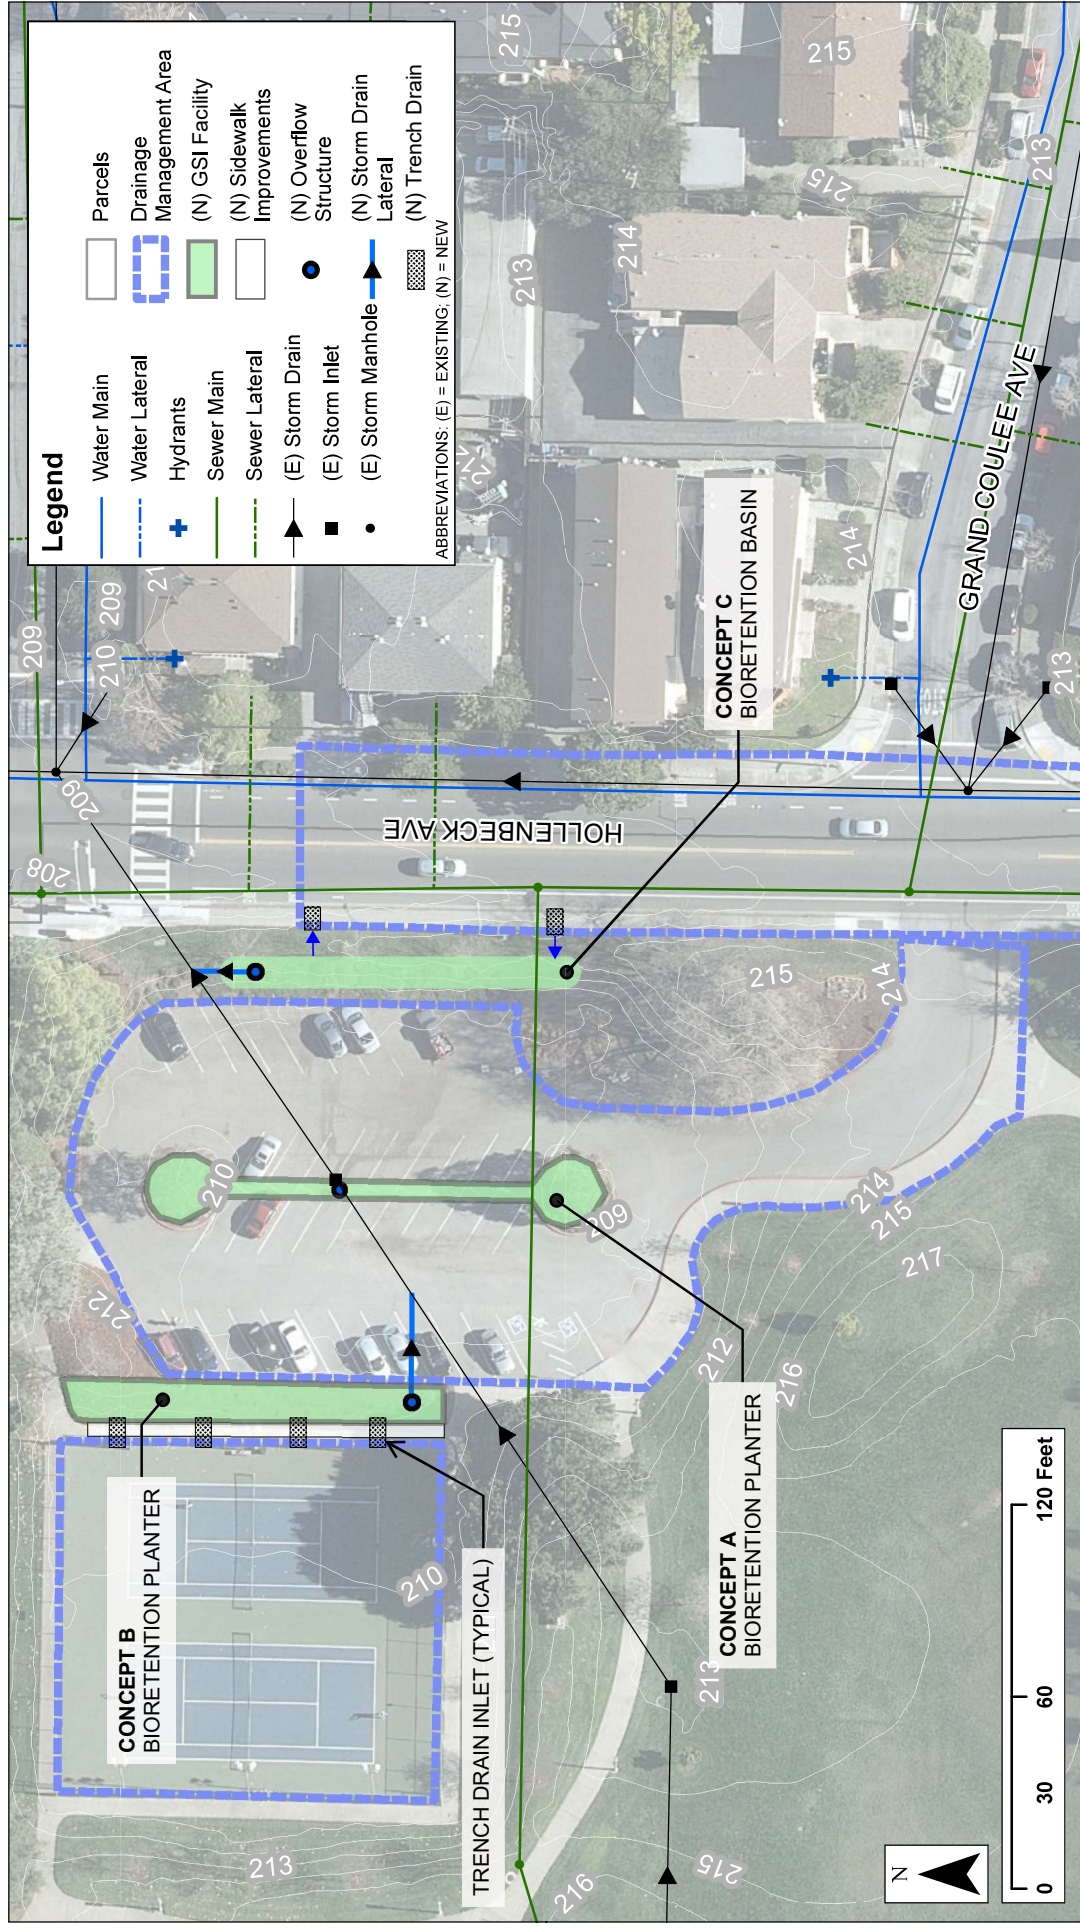 Legend
Water Main
Water Lateral
Hydrants
Sewer Main
Sewer Lateral
(E) Storm Drain
(E) Storm Inlet
(E) Storm Manhole
Parcels
Drainage
Management Area
(N) GSI Facility
(N) Sidewalk
Improvements
(N) Overflow
Structure
(N) Storm Drain
Lateral
(N) Trench Drain
ABBREVIATIONS: (E) = EXISTING; (N) = NEW
CONCEPT B
BIORETENTION PLANTER
TRENCH DRAIN INLET (TYPICAL)
CONCEPT A
BIORETENTION PLANTER
CONCEPT C
BIORETENTION BASIN
HOLLENBECK AVE
GRAND COULEE AVE
209
209
210
209
208
215
215
213
214
215
213
214
213
215
214
210
209
212
214
215
217
212
216
210
213
213
216
215
N
0
30
60
120 Feet